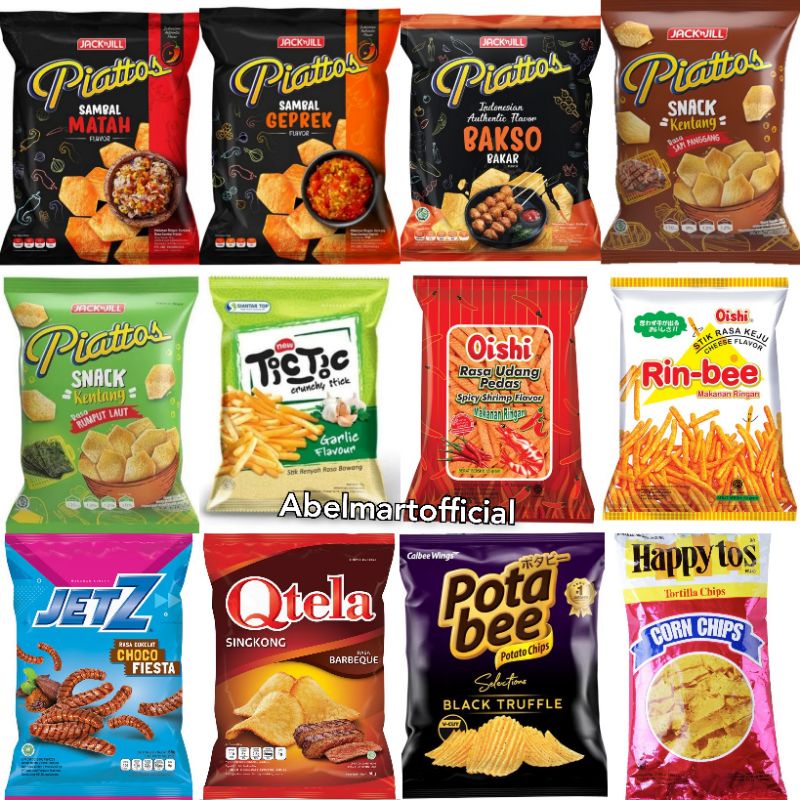 JACK'n JILL
Piattos
SAMBAL
MATAH
FLAVOR
JACK'n JILL
Piattos
SAMBAL
GEPREK
FLAVOR
JACK'n JILL
Piattos
Indonesian
Authentic Flavor
BAKSO
BAKAR
FLAVOR
JACK'n JILL
Piattos
SNACK
Kentang
Rasa
SAPI PANGGANG
JACK'n JILL
Piattos
SNACK
Kentang
Rasa
RUMPUT LAUT
SIANTAR TOP
new
TicTic
crunchy stick
Garlic
Flavour
Stik Renyah Rasa Bawang
Oishi
Rasa Udang
Pedas
Spicy Shrimp Flavor
Makanan Ringan
Oishi
STIK RASA KEJU
CHEESE FLAVOR
Rin-bee
Makanan Ringan
Abelmartofficial
JETZ
RASA COKELAT
CHOCO
FIESTA
Qtela
SINGKONG
RASA
BARBEQUE
Calbee Wings
ポタビー
Pota
bee
Potato Chips
Selections
BLACK TRUFFLE
V-CUT
Happytos
Tortilla Chips
CORN CHIPS